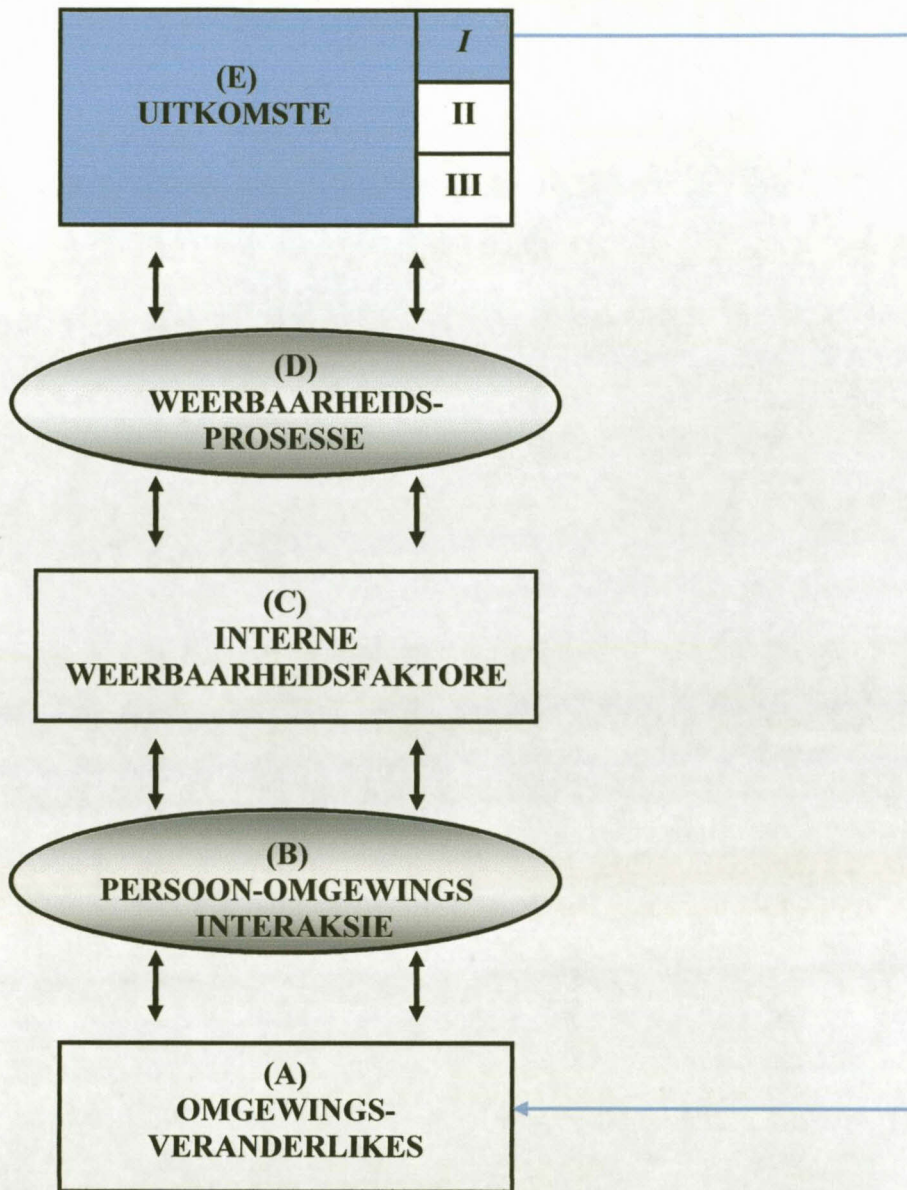 (E)
UITKOMSTE
I
II
III
(D)
WEERBAARHEIDS-
PROSESSE
(C)
INTERNE
WEERBAARHEIDSFAKTORE
(B)
PERSOON-OMGEWINGS
INTERAKSIE
(A)
OMGEWINGS-
VERANDERLIKES